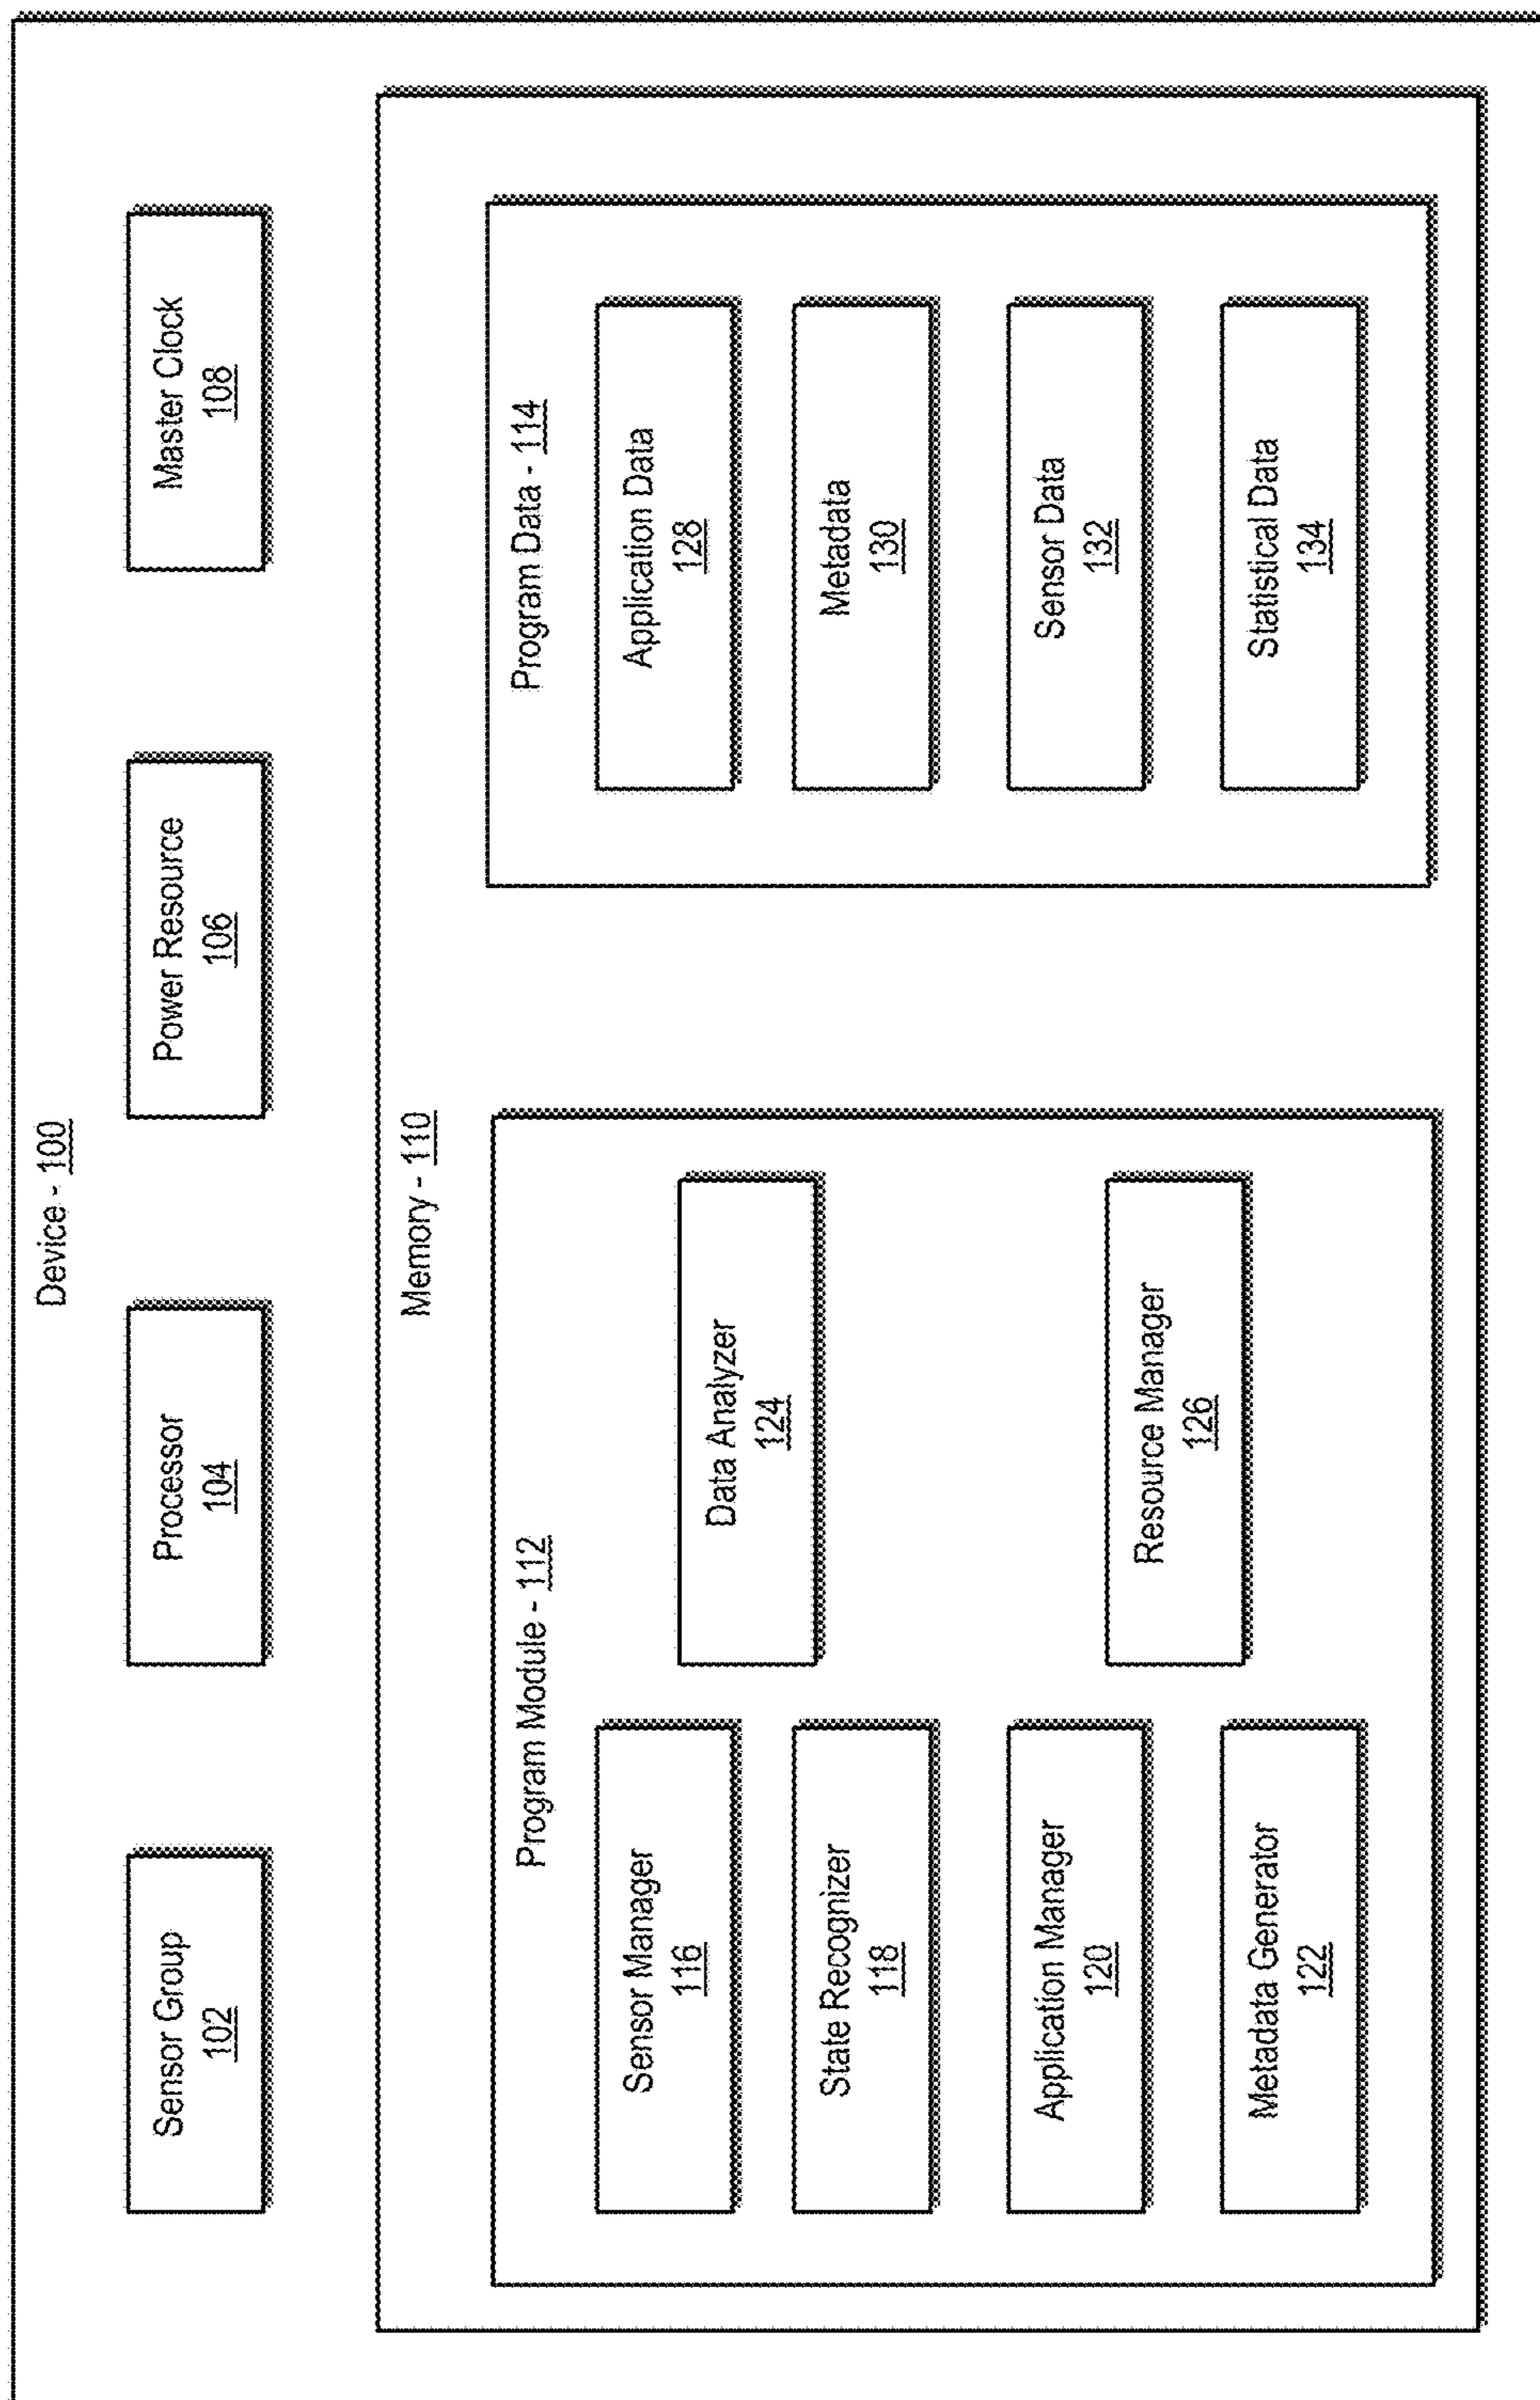 Device - 100
Sensor Group
102
Processor
104
Power Resource
106
Master Clock
108
Memory - 110
Program Module - 112
Sensor Manager
116
State Recognizer
118
Application Manager
120
Metadata Generator
122
Data Analyzer
124
Resource Manager
126
Program Data - 114
Application Data
128
Metadata
130
Sensor Data
132
Statistical Data
134